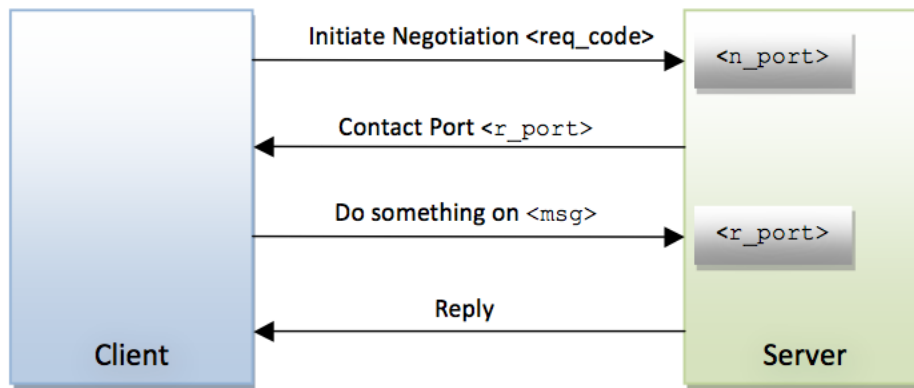 Initiate Negotiation <req_code>
<n_port>
Contact Port <r_port>
Do something on <msg>
<r_port>
Reply
Client
Server